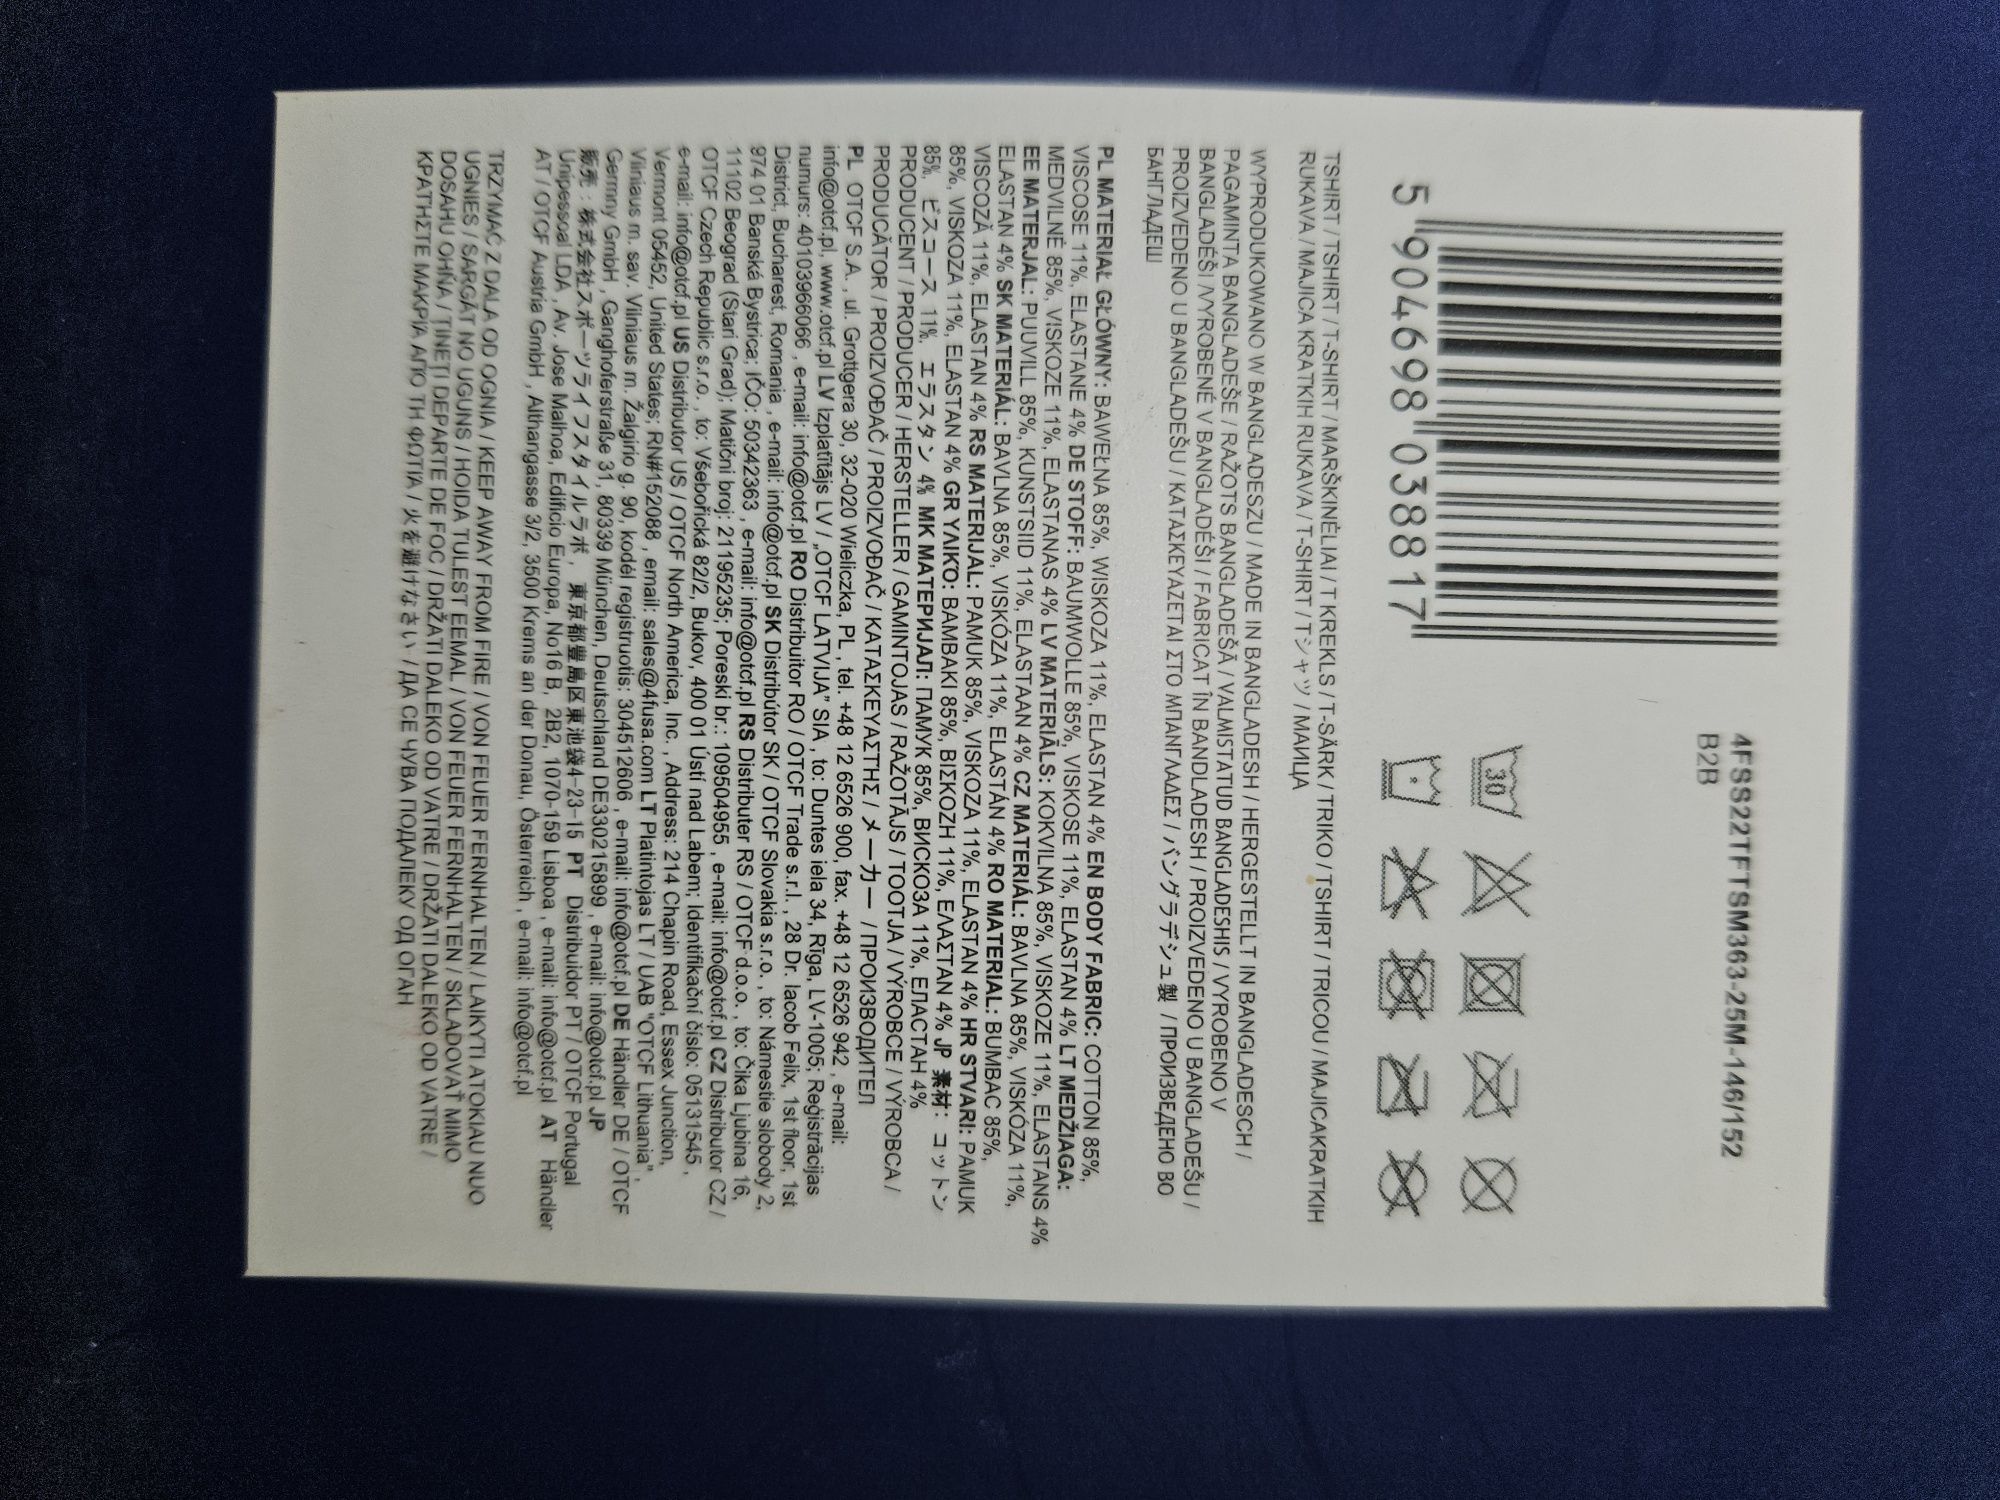 4FSS22TFTSM363-25M-146/152
B2B
5 904698 038817
30
TSHIRT / TSHIRT / T-SHIRT / MARŠKINĖLIAI / T KREKLS / T-SÄRK / TRIKO / TSHIRT / TRICOU / MAJICAKRATKIH
RUKAVA / MAJICA KRATKIH RUKAVA / T-SHIRT / Tシャツ / МАИЦА
WYPRODUKOWANO W BANGLADESZU / MADE IN BANGLADESH / HERGESTELLT IN BANGLADESCH /
PAGAMINTA BANGLADEŠE / RAŽOTS BANGLADEŠĀ / VALMISTATUD BANGLADESHIS / VYROBENO V
BANGLADÉŠI /VYROBENÉ V BANGLADÉŠI / FABRICAT ÎN BANDLADESH / PROIZVEDENO U BANGLADEŠU /
PROIZVEDENO U BANGLADEŠU / ΚΑΤΑΣΚΕΥΑΖΕΤΑΙ ΣΤΟ ΜΠΑΝΓΛΑΔΕΣ / バングラデシュ製 / ПРОИЗВЕДЕНО ВО
БАНГЛАДЕШ
PL MATERIAŁ GŁÓWNY: BAWEŁNA 85%, WISKOZA 11%, ELASTAN 4% EN BODY FABRIC: COTTON 85%,
VISCOSE 11%, ELASTANE 4% DE STOFF: BAUMWOLLE 85%, VISKOSE 11%, ELASTAN 4% LT MEDŽIAGA:
MEDVILNĖ 85%, VISKOZE 11%, ELASTANAS 4% LV MATERIĀLS: KOKVILNA 85%, VISKOZE 11%, ELASTANS 4%
EE MATERJAL: PUUVILL 85%, KUNSTSIID 11%, ELASTAAN 4% CZ MATERIÁL: BAVLNA 85%, VISKÓZA 11%,
ELASTAN 4% SK MATERIÁL: BAVLNA 85%, VISKÓZA 11%, ELASTÁN 4% RO MATERIAL: BUMBAC 85%,
VISCOZĂ 11%, ELASTAN 4% RS MATERIJAL: PAMUK 85%, VISKOZA 11%, ELASTAN 4% HR STVARI: PAMUK
85%, VISKOZA 11%, ELASTAN 4% GR ΥΛΙΚΌ: ΒΑΜΒΑΚΙ 85%, ΒΙΣΚΟΖΗ 11%, ΕΛΑΣΤΑΝ 4% JP 素材: コットン
85%, ビスコース 11%, エラスタン 4% MK МАТЕРИЈАЛ: ПАМУК 85%, ВИСКОЗА 11%, ЕЛАСТАН 4%
PRODUCENT / PRODUCER / HERSTELLER / GAMINTOJAS / RAŽOTĀJS / TOOTJA / VÝROBCE / VÝROBCA /
PRODUCĂTOR / PROIZVOĐAČ / PROIZVOĐAČ / ΚΑΤΑΣΚΕΥΑΣΤΗΣ / メーカー / ПРОИЗВОДИТЕЛ
PL OTCF S.A. , ul. Grottgera 30, 32-020 Wieliczka, PL , tel. +48 12 6526 900, fax. +48 12 6526 942 , e-mail:
info@otcf.pl, www.otcf.pl LV Izplatītājs LV / „OTCF LATVIJA" SIA , to: Duntes iela 34, Rīga, LV-1005; Reģistrācijas
numurs: 40103966066 , e-mail: info@otcf.pl RO Distribuitor RO / OTCF Trade s.r.l. , 28 Dr. Iacob Felix, 1st floor, 1st
District, Bucharest, Romania , e-mail: info@otcf.pl SK Distribútor SK / OTCF Slovakia s.r.o. , to: Námestie slobody 2,
974 01 Banská Bystrica; IČO: 50342363 , e-mail: info@otcf.pl RS Distributer RS / OTCF d.o.o. , to: Čika Ljubina 16,
11102 Beograd (Stari Grad); Matični broj: 21195235; Poreski br.: 109504955 , e-mail: info@otcf.pl CZ Distributor CZ /
OTCF Czech Republic s.r.o. , to: Všebořická 82/2, Bukov, 400 01 Ústí nad Labem; Identifikační číslo: 05131545 ,
e-mail: info@otcf.pl US Distributor US / OTCF North America, Inc. , Address: 214 Chapin Road, Essex Junction,
Vermont 05452, United States; RN#152088 , email: sales@4fusa.com LT Platintojas LT / UAB "OTCF Lithuania" ,
Vilniaus m. sav. Vilniaus m. Žalgirio g. 90, kodėl registruotis: 304512606 , e-mail: info@otcf.pl DE Händler DE / OTCF
Germny GmbH , Ganghoferstraße 31, 80339 München, Deutschland DE330215899 , e-mail: info@otcf.pl JP
販売 : 株式会社スポーツライフスタイルラボ , 東京都豊島区東池袋4-23-15 PT Distribuidor PT / OTCF Portugal
Unipessoal LDA , Av. Jose Malhoa, Edificio Europa, No16 B, 2B2, 1070-159 Lisboa , e-mail: info@otcf.pl AT Händler
AT / OTCF Austria GmbH , Althangasse 3/2, 3500 Krems an der Donau, Österreich , e-mail: info@otcf.pl
TRZYMAĆ Z DALA OD OGNIA / KEEP AWAY FROM FIRE / VON FEUER FERNHALTEN / LAIKYTI ATOKIAU NUO
UGNIES / SARGĀT NO UGUNS / HOIDA TULEST EEMAL / VON FEUER FERNHALTEN / SKLADOVAŤ MIMO
DOSAHU OHŇA / ȚINEȚI DEPARTE DE FOC / DRŽATI DALEKO OD VATRE / DRŽATI DALEKO OD VATRE /
ΚΡΑΤΗΣΤΕ ΜΑΚΡΙΑ ΑΠΟ ΤΗ ΦΩΤΙΑ / 火を避けなさい / ДА СЕ ЧУВА ПОДАЛЕКУ ОД ОГАН